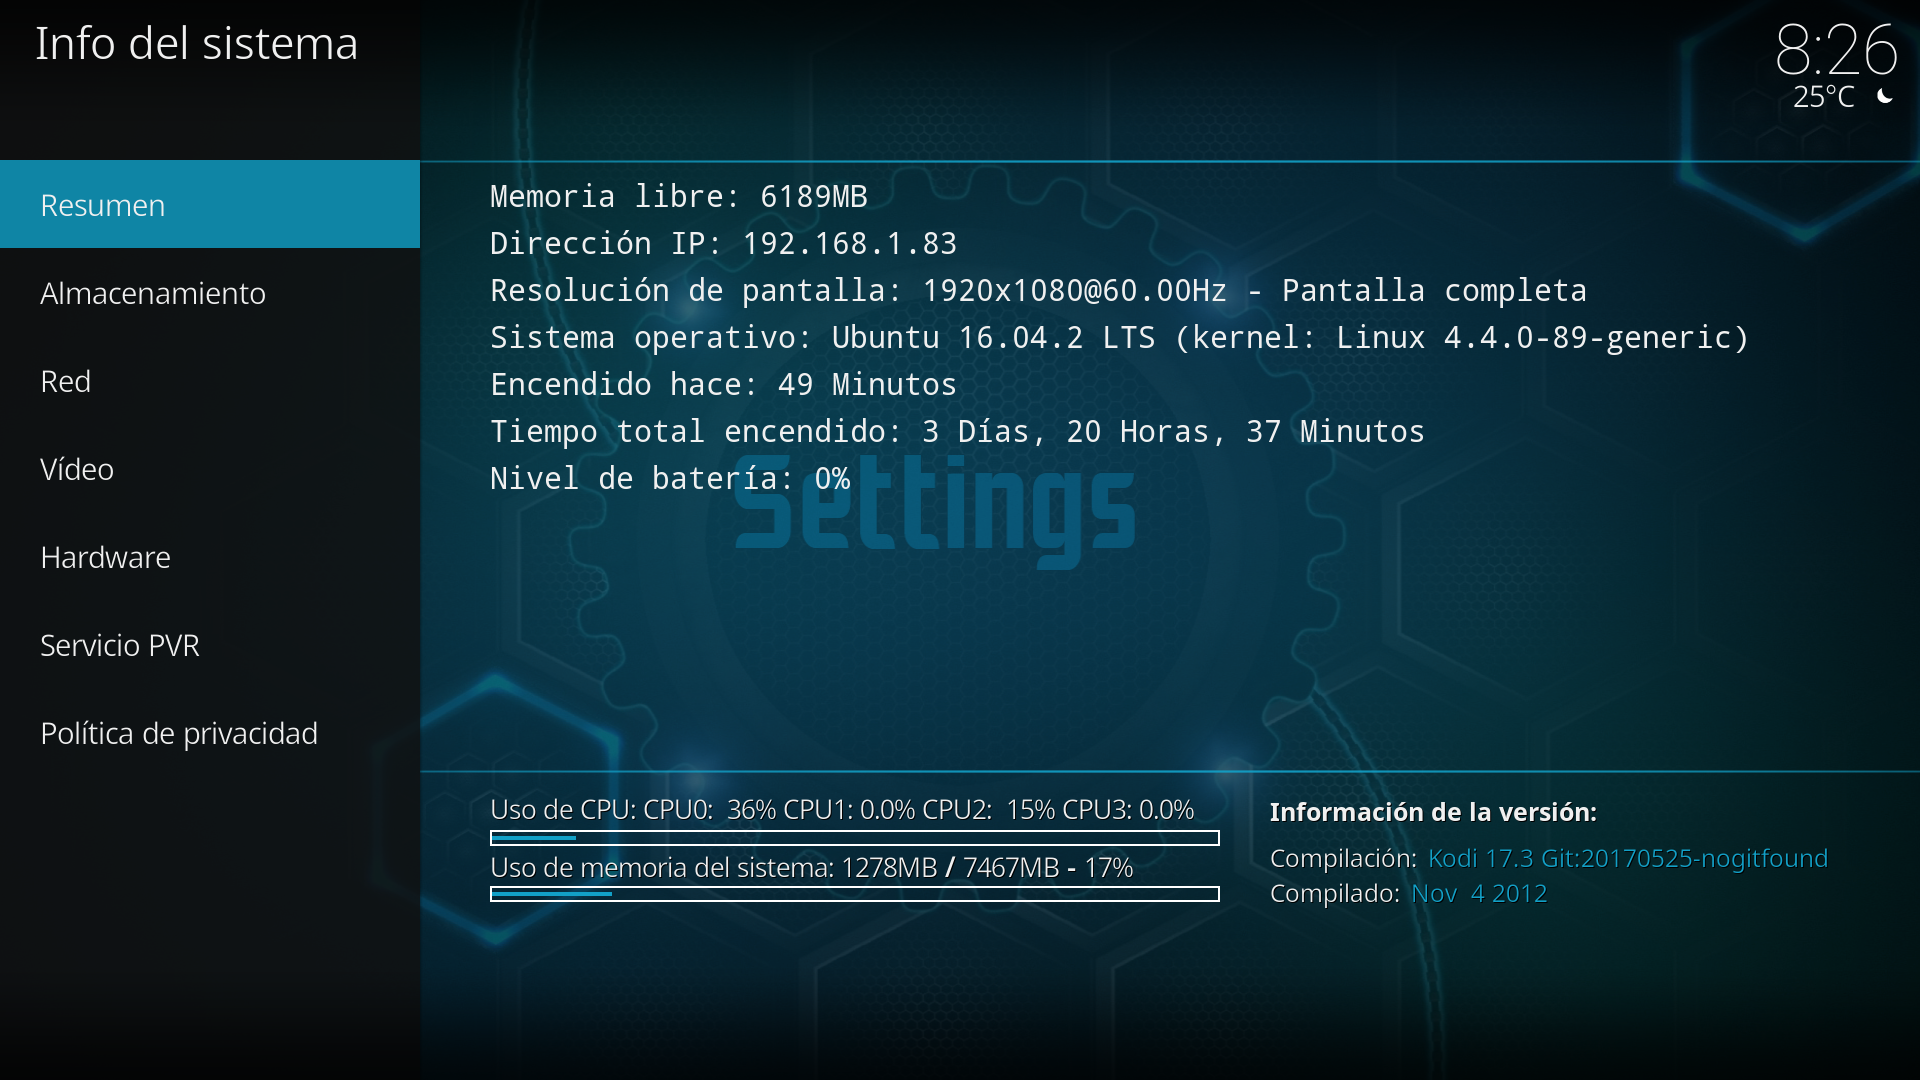 Info del sistema
8:26
25°C
Resumen
Almacenamiento
Red
Vídeo
Hardware
Servicio PVR
Política de privacidad
Memoria libre: 6189MB
Dirección IP: 192.168.1.83
Resolución de pantalla: 1920x1080@60.00Hz - Pantalla completa
Sistema operativo: Ubuntu 16.04.2 LTS (kernel: Linux 4.4.0-89-generic)
Encendido hace: 49 Minutos
Tiempo total encendido: 3 Días, 20 Horas, 37 Minutos
Nivel de batería: 0%
Settings
Uso de CPU: CPU0:  36% CPU1: 0.0% CPU2:  15% CPU3: 0.0%
Uso de memoria del sistema: 1278MB / 7467MB - 17%
Información de la versión:
Compilación: Kodi 17.3 Git:20170525-nogitfound
Compilado: Nov  4 2012